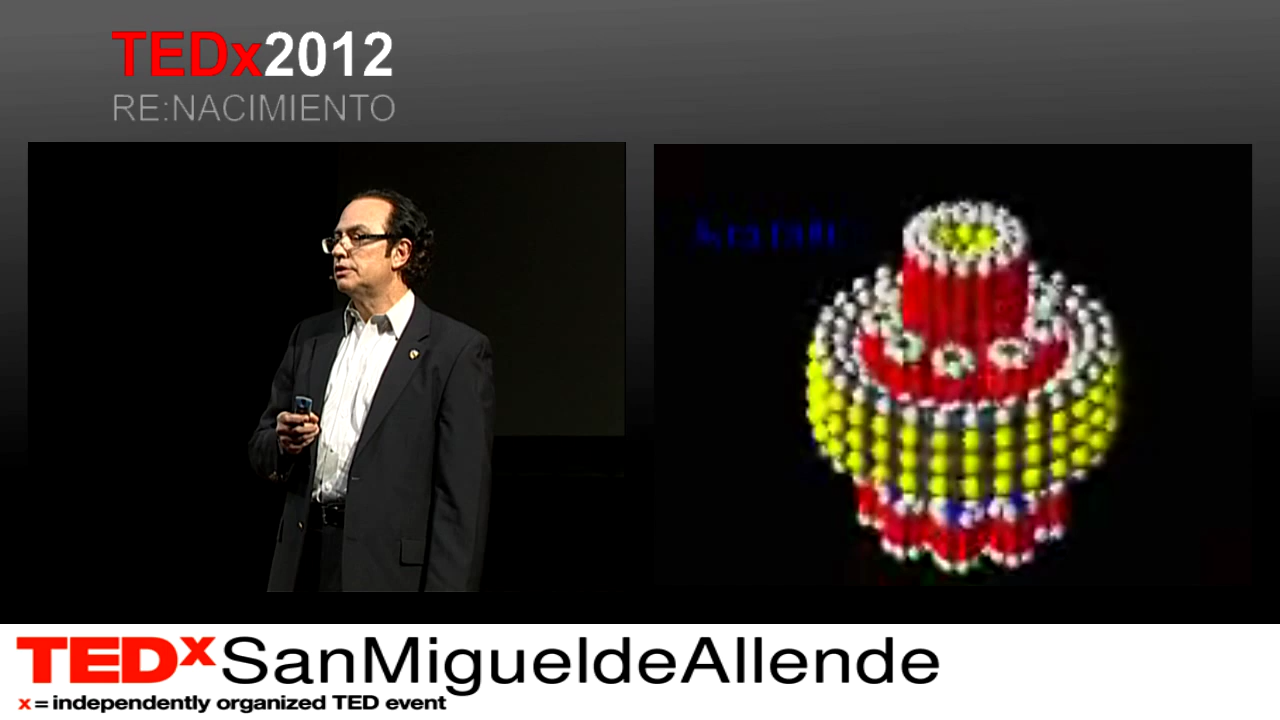 TEDx2012
RE:NACIMIENTO
TEDxSanMigueldeAllende
x = independently organized TED event